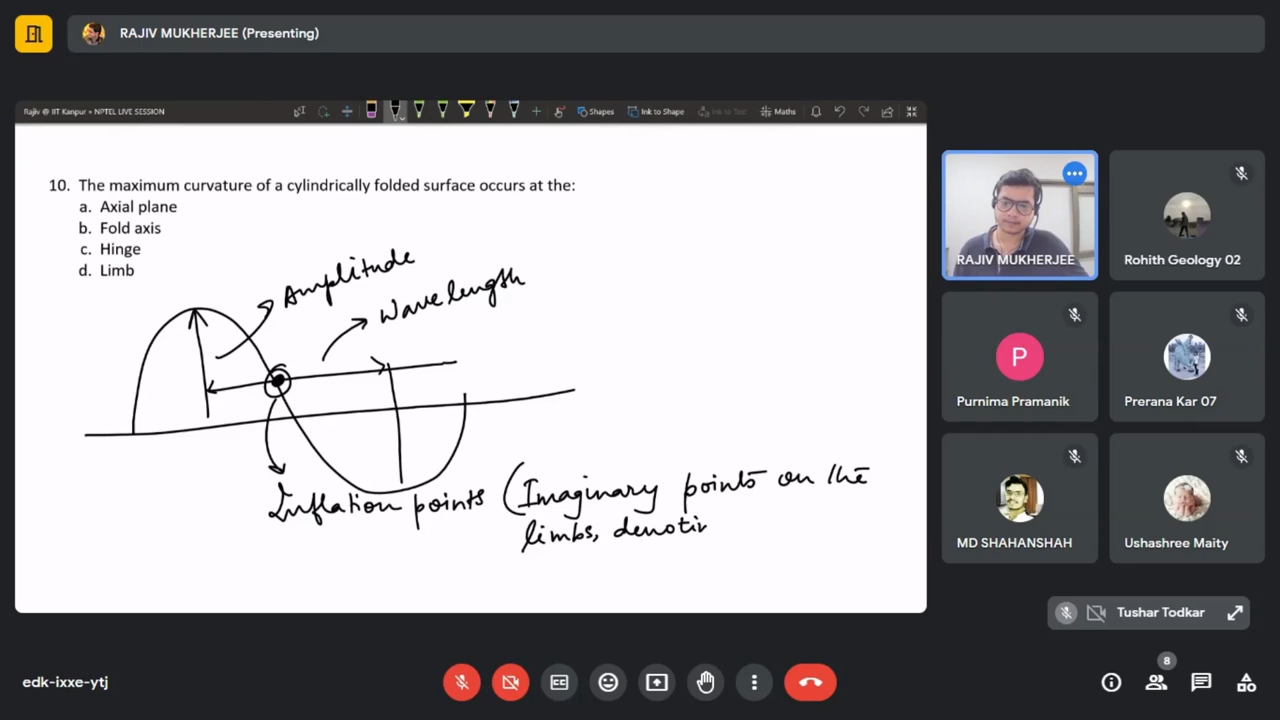 RAJIV MUKHERJEE (Presenting)
Rajiv @ IIT Kanpur - NPTEL LIVE SESSION
Shapes
Ink to Shape
Ink to Text
Maths
10. The maximum curvature of a cylindrically folded surface occurs at the:
a. Axial plane
b. Fold axis
c. Hinge
d. Limb
Amplitude
Wavelength
Inflation points (Imaginary points on the
limbs, denotin
RAJIV MUKHERJEE
Rohith Geology 02
P
Purnima Pramanik
Prerana Kar 07
MD SHAHANSHAH
Ushashree Maity
Tushar Todkar
edk-ixxe-ytj
8